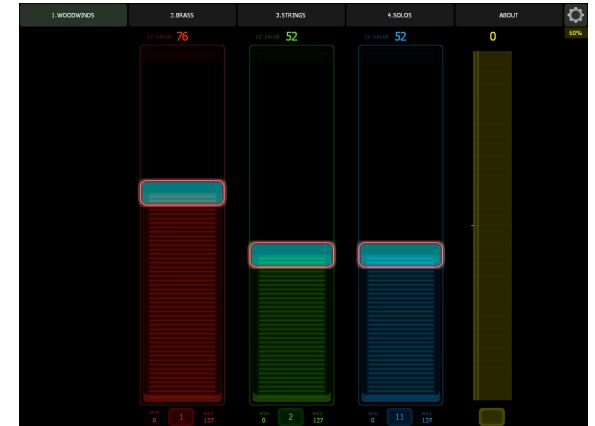 1.WOODWINDS 2.BRASS 3.STRINGS 4.SOLOS ABOUT
CC VALUE 76 CC VALUE 52 CC VALUE 52 0 60%
MIN MAX MIN MAX MIN MAX
0 1 127 0 2 127 0 11 127